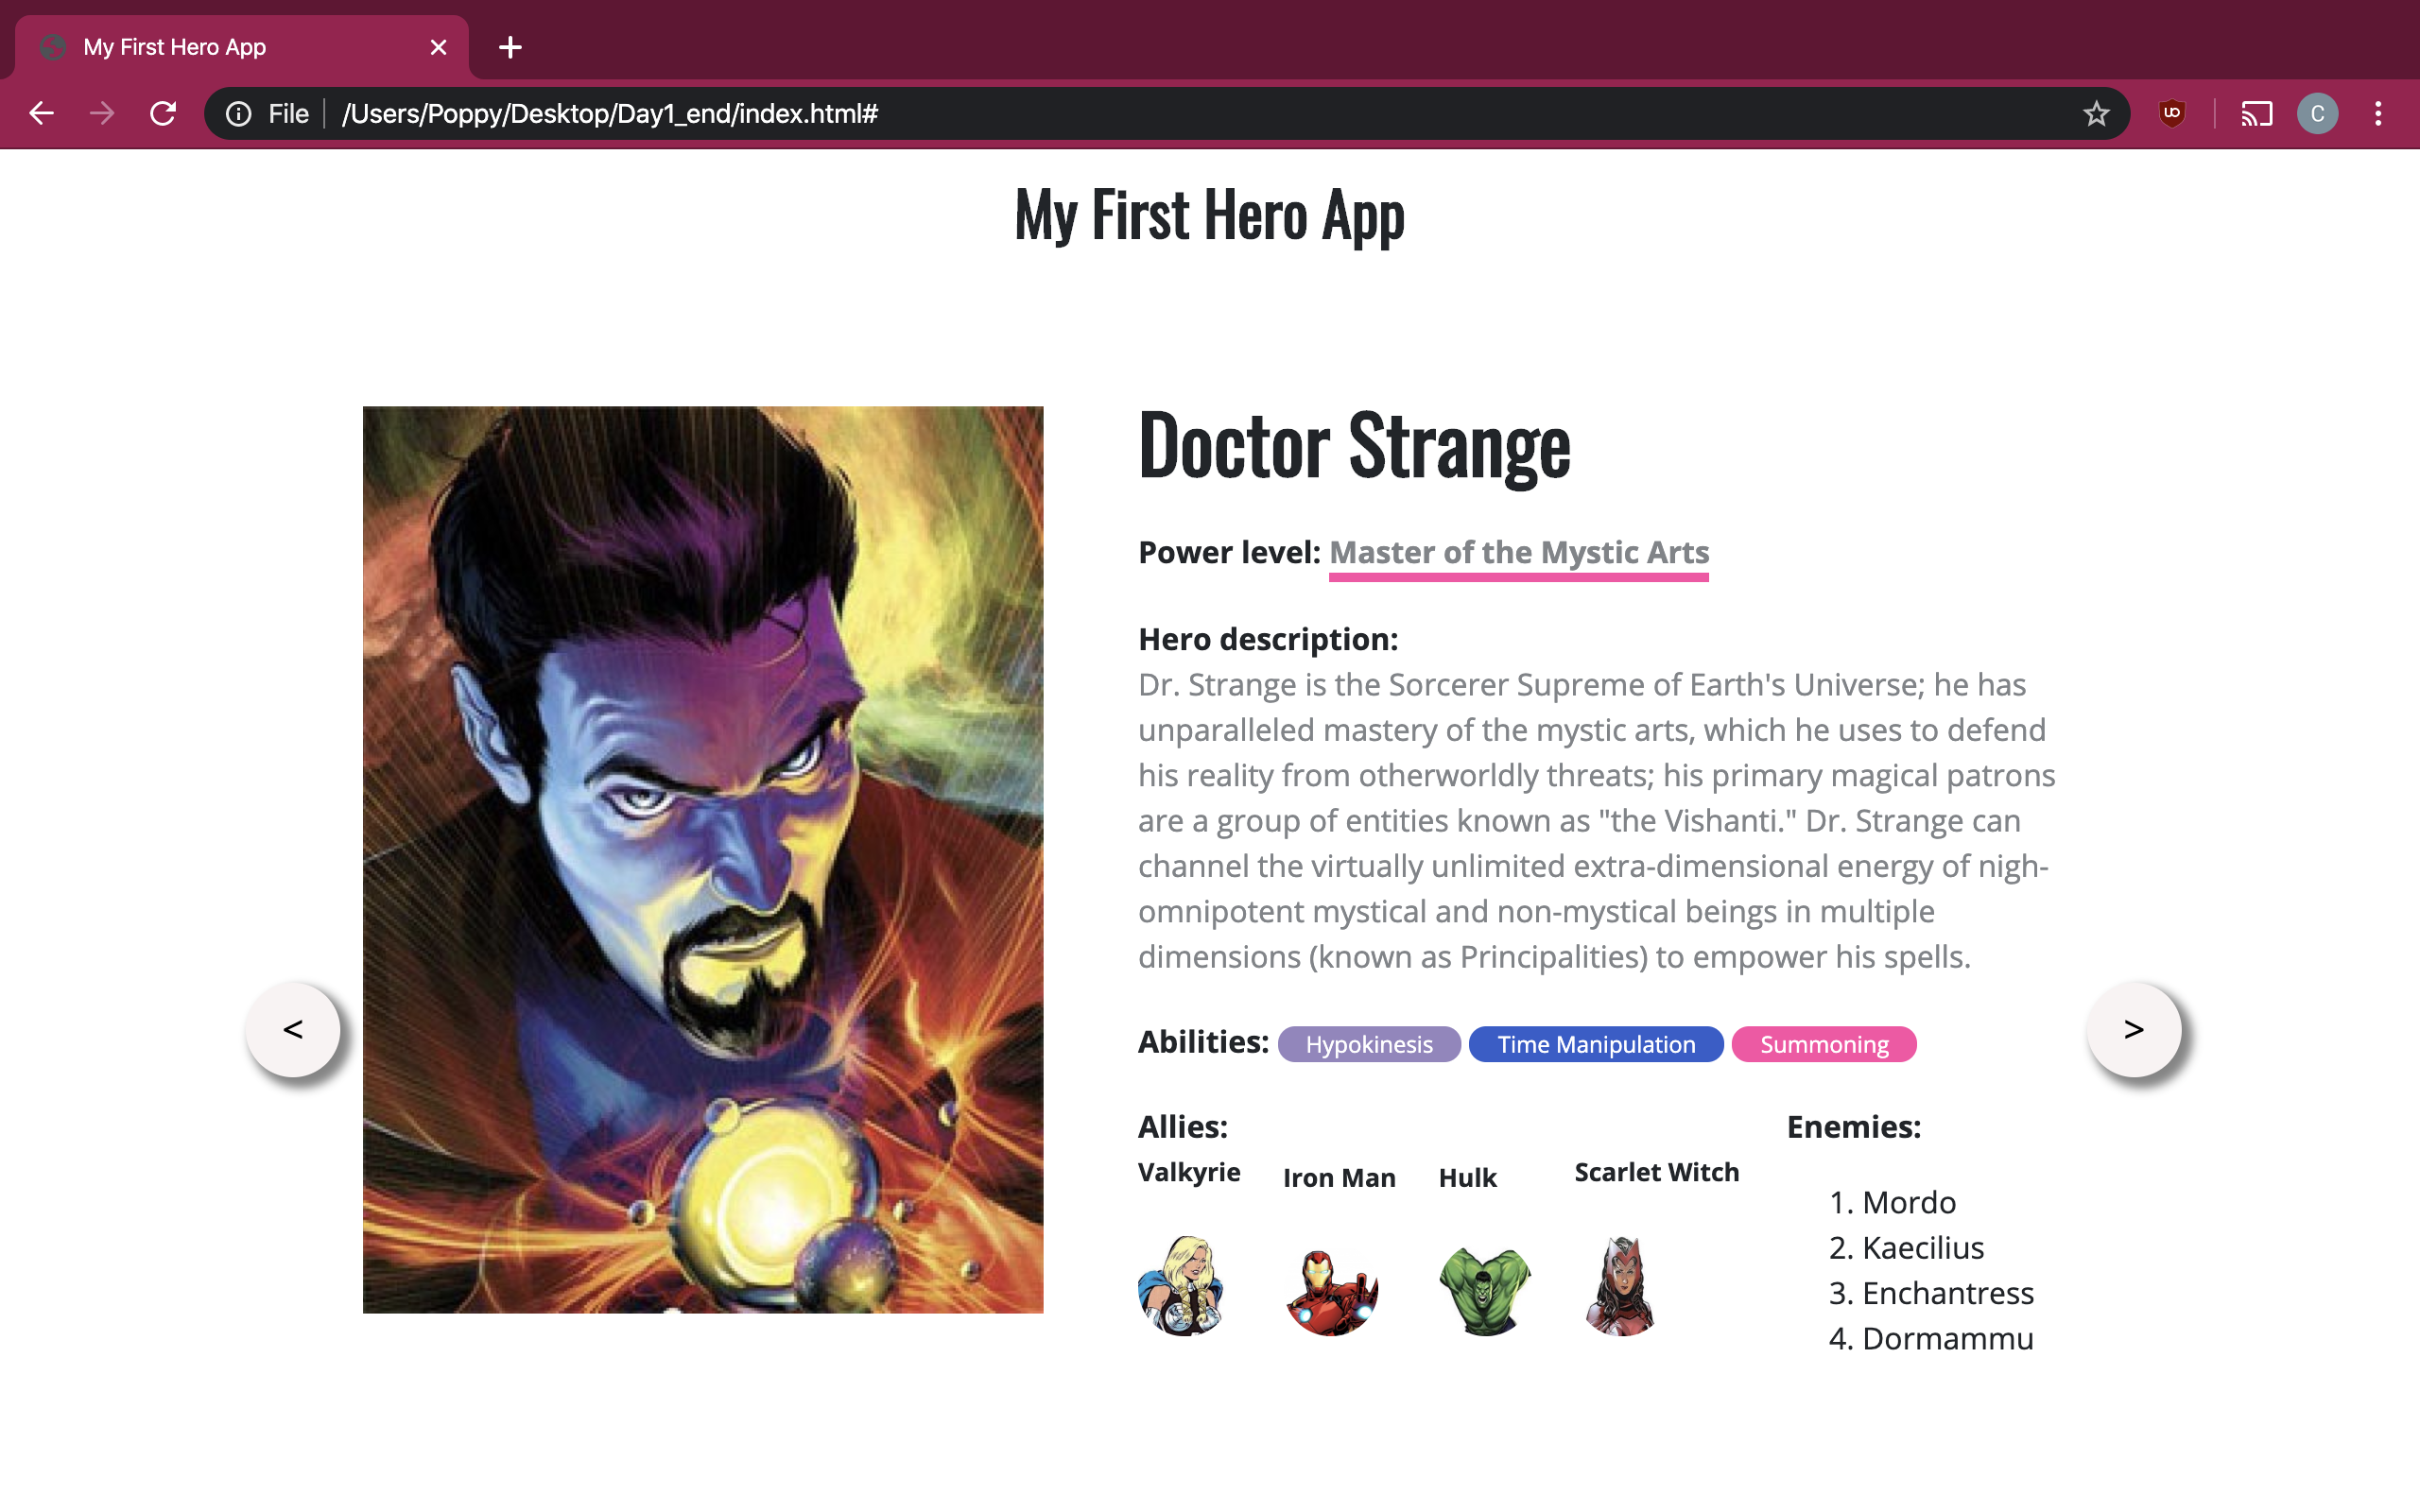 My First Hero App
File /Users/Poppy/Desktop/Day1_end/index.html#
C
My First Hero App
Doctor Strange
Power level: Master of the Mystic Arts
Hero description:
Dr. Strange is the Sorcerer Supreme of Earth's Universe; he has
unparalleled mastery of the mystic arts, which he uses to defend
his reality from otherworldly threats; his primary magical patrons
are a group of entities known as "the Vishanti." Dr. Strange can
channel the virtually unlimited extra-dimensional energy of nigh-
omnipotent mystical and non-mystical beings in multiple
dimensions (known as Principalities) to empower his spells.
< >
Abilities: Hypokinesis Time Manipulation Summoning
Allies: Enemies:
Valkyrie Iron Man Hulk Scarlet Witch
1. Mordo
2. Kaecilius
3. Enchantress
4. Dormammu